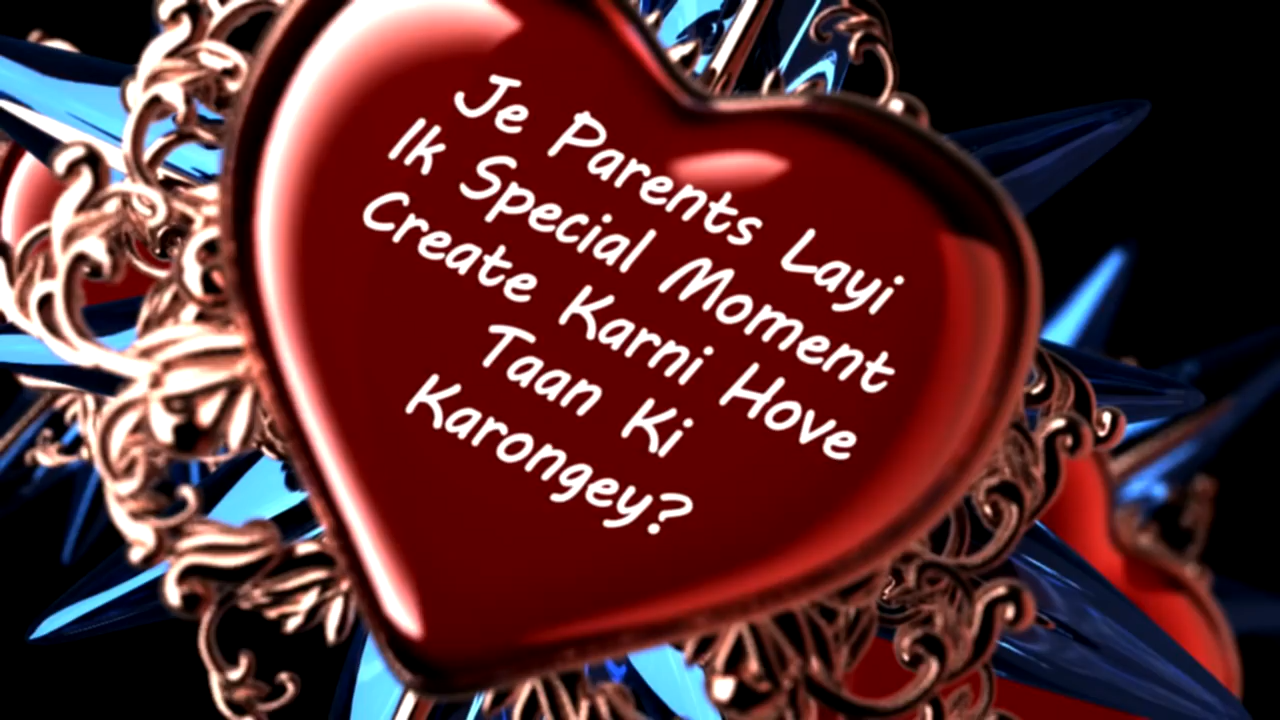 Je Parents Layi
Ik Special Moment
Create Karni Hove
Taan Ki
Karongey?